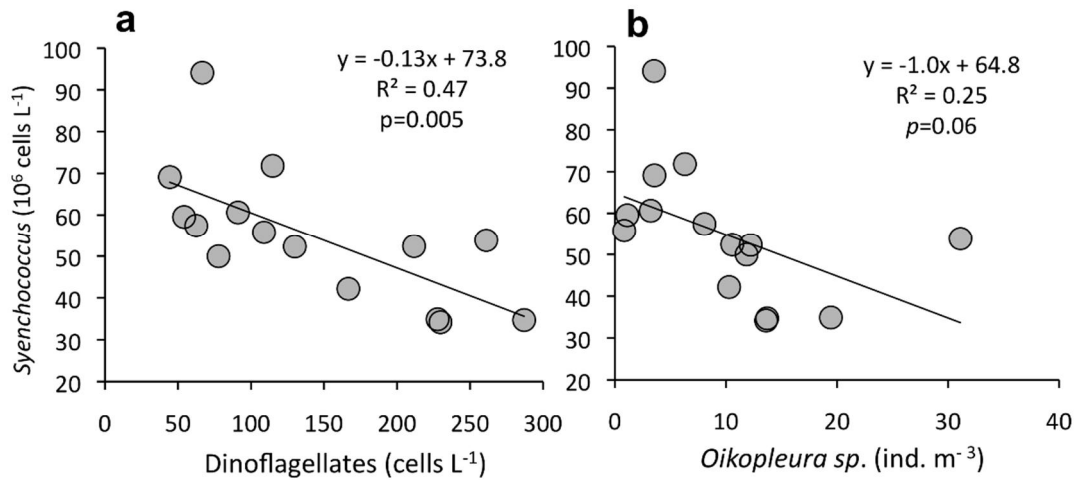 a
y = -0.13x + 73.8
R² = 0.47
p=0.005
Syenchococcus (10⁶ cells L⁻¹)
100
90
80
70
60
50
40
30
20
0
50
100
150
200
250
300
Dinoflagellates (cells L⁻¹)
b
y = -1.0x + 64.8
R² = 0.25
p=0.06
100
90
80
70
60
50
40
30
20
0
10
20
30
40
Oikopleura sp. (ind. m⁻³)